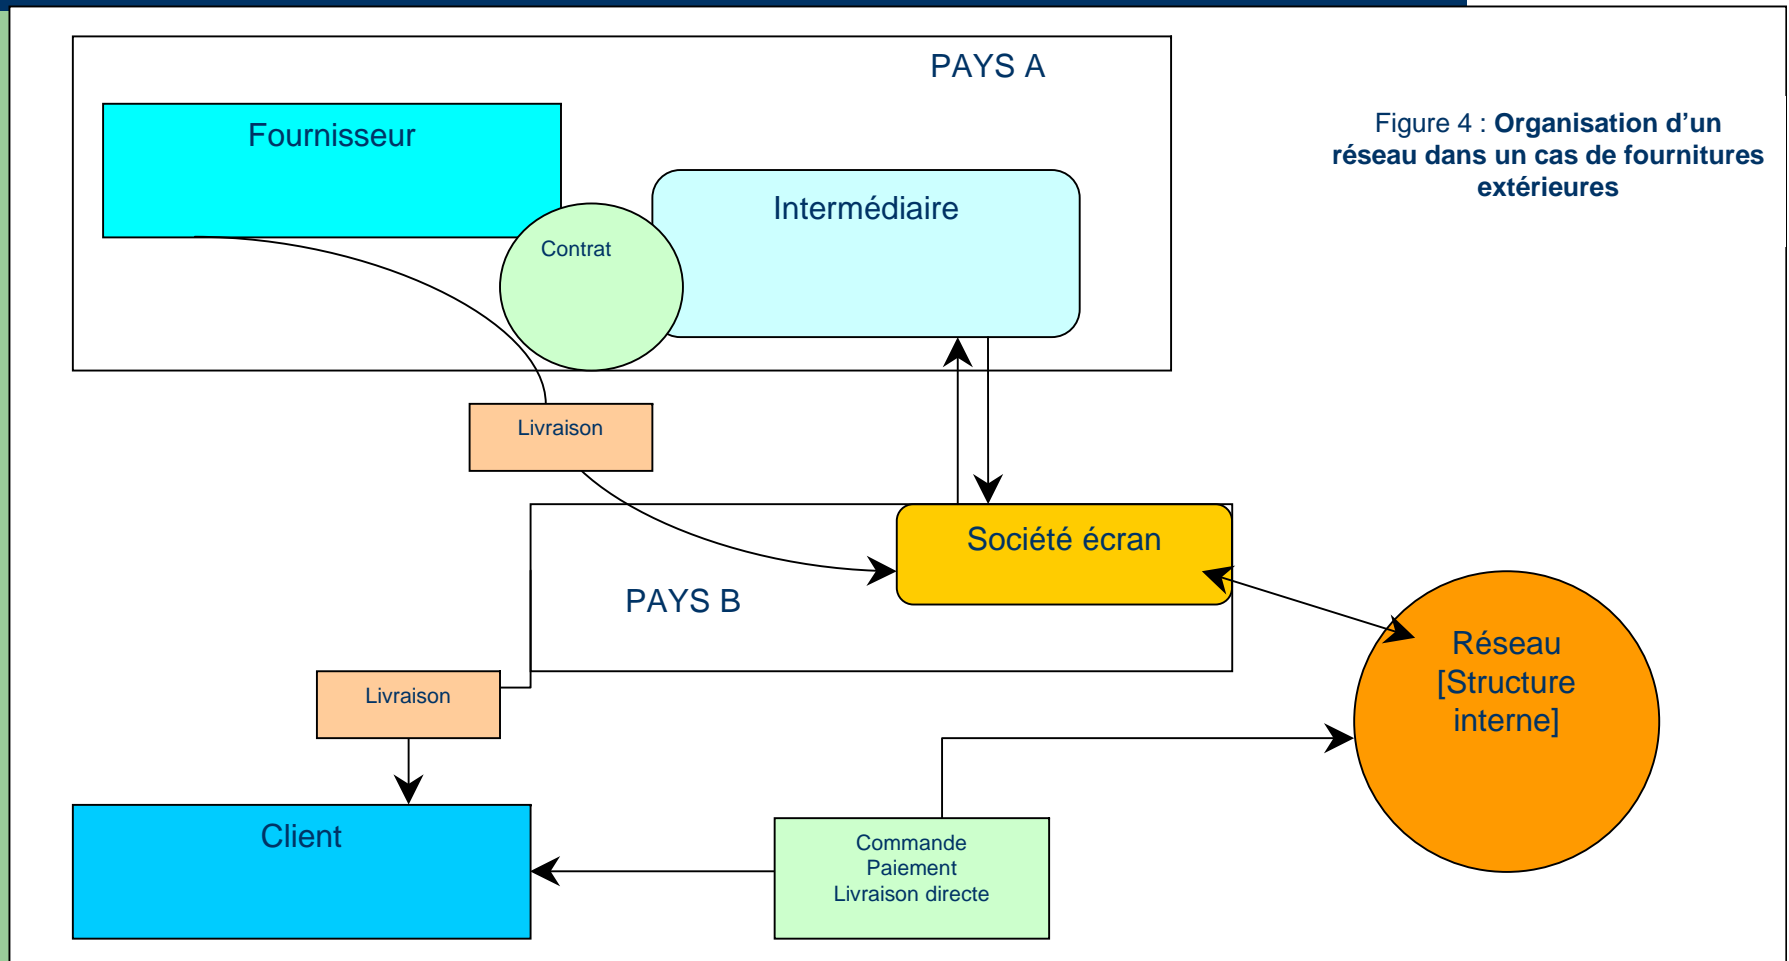 PAYS A
Fournisseur
Figure 4 : Organisation d’un
réseau dans un cas de fournitures
extérieures
Intermédiaire
Contrat
Livraison
Société écran
PAYS B
Réseau
[Structure
interne]
Livraison
Client
Commande
Paiement
Livraison directe